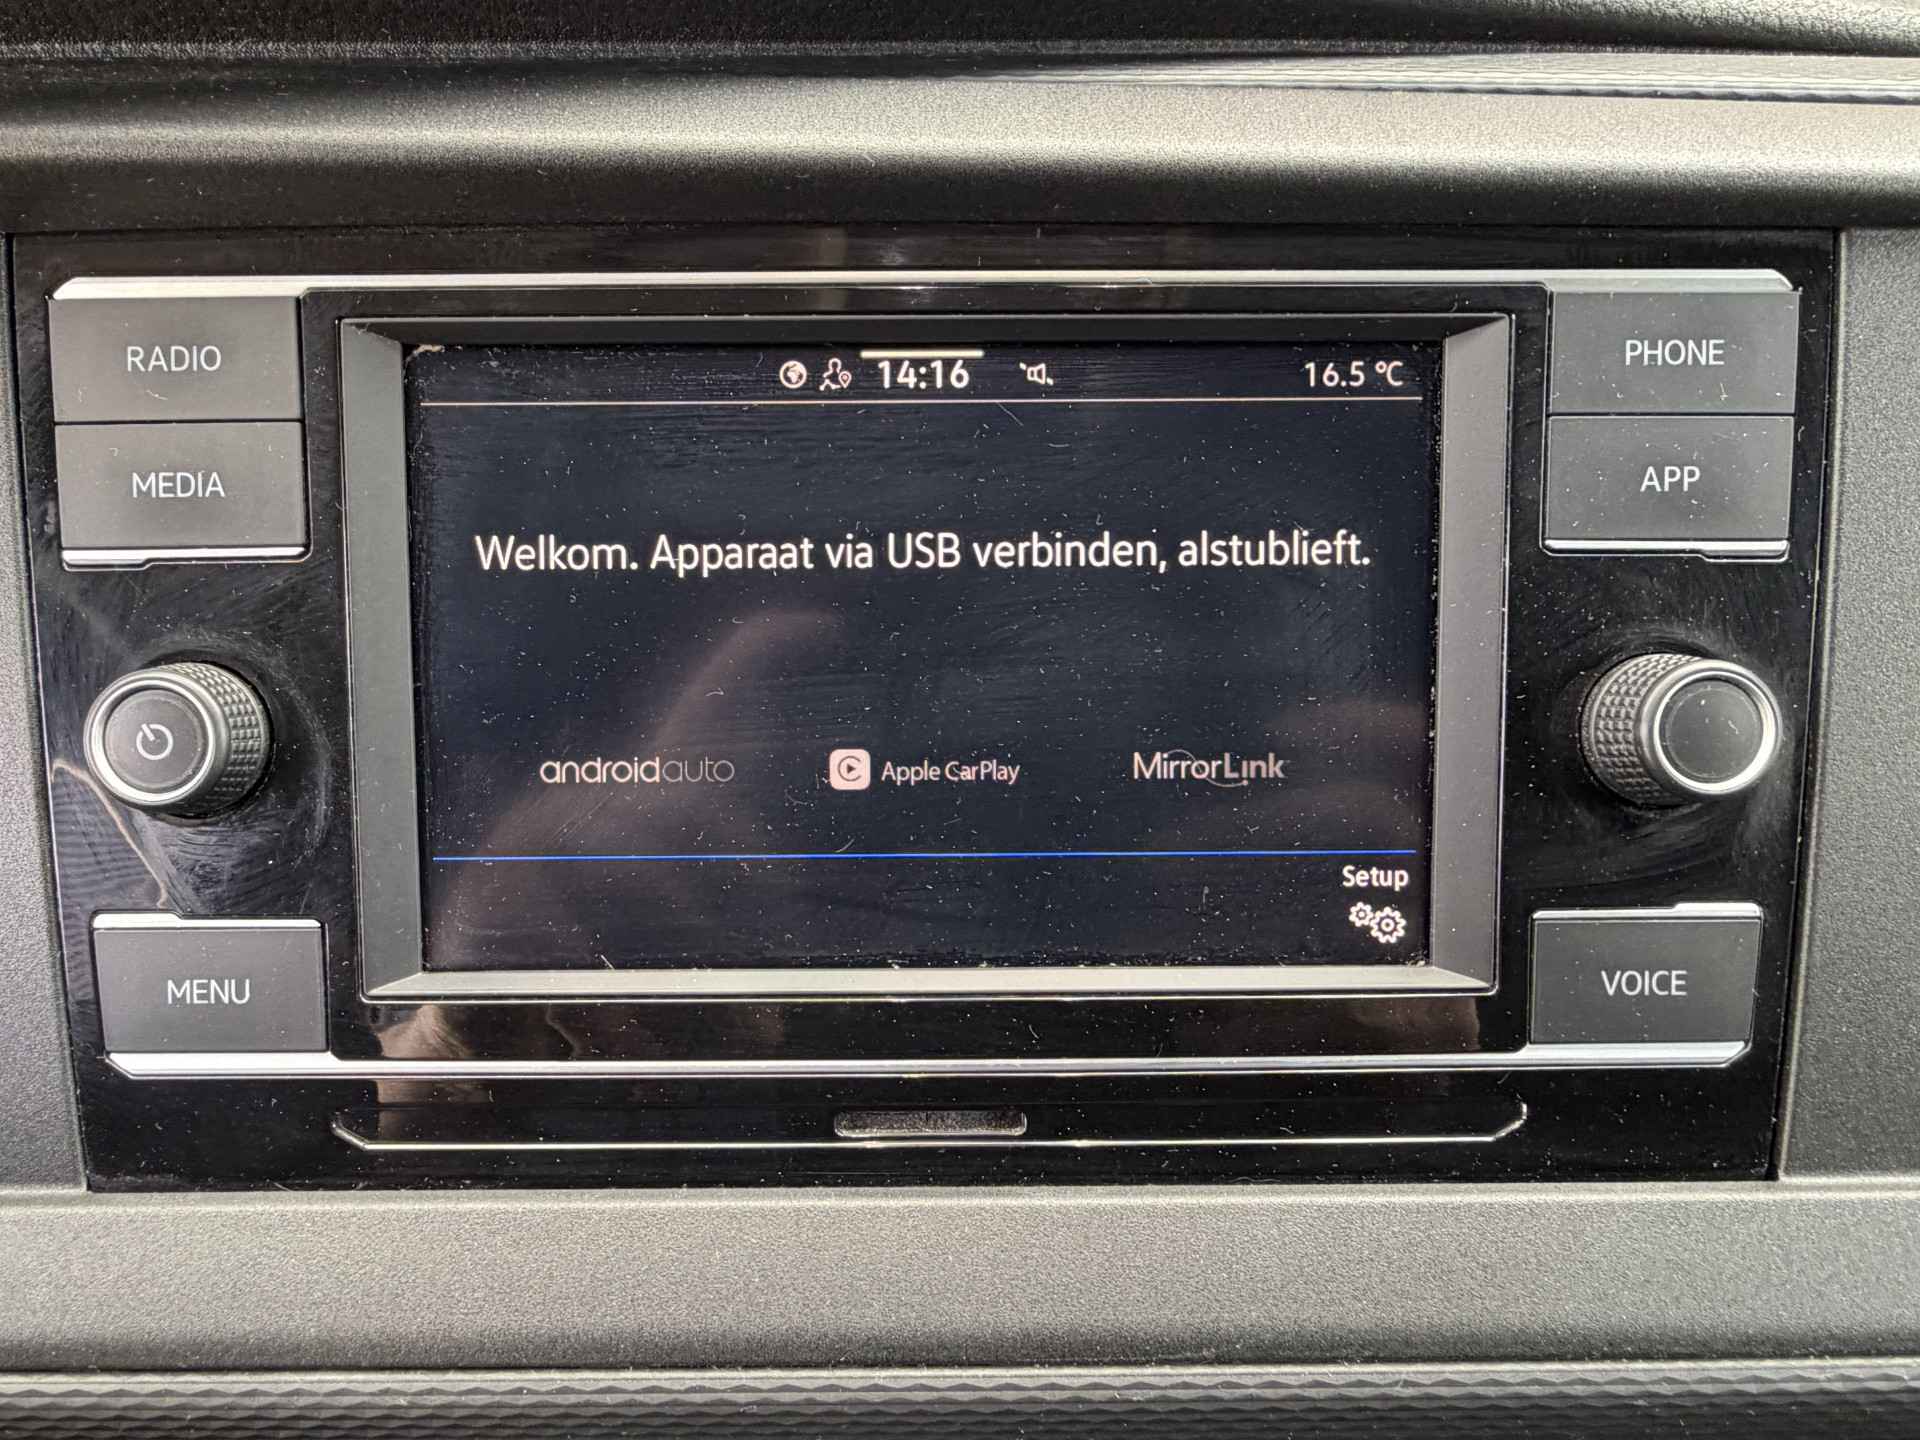 RADIO
MEDIA
MENU
14:16
16.5 °C
Welkom. Apparaat via USB verbinden, alstublieft.
androidauto
Apple CarPlay
MirrorLink
Setup
PHONE
APP
VOICE